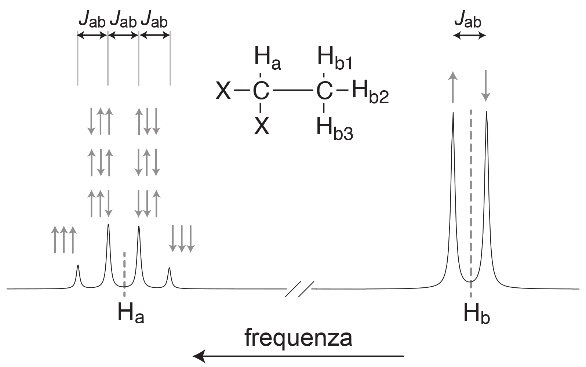 Jab Jab Jab
Jab
Ha Hb1
X C C Hb2
X Hb3
Ha
Hb
frequenza